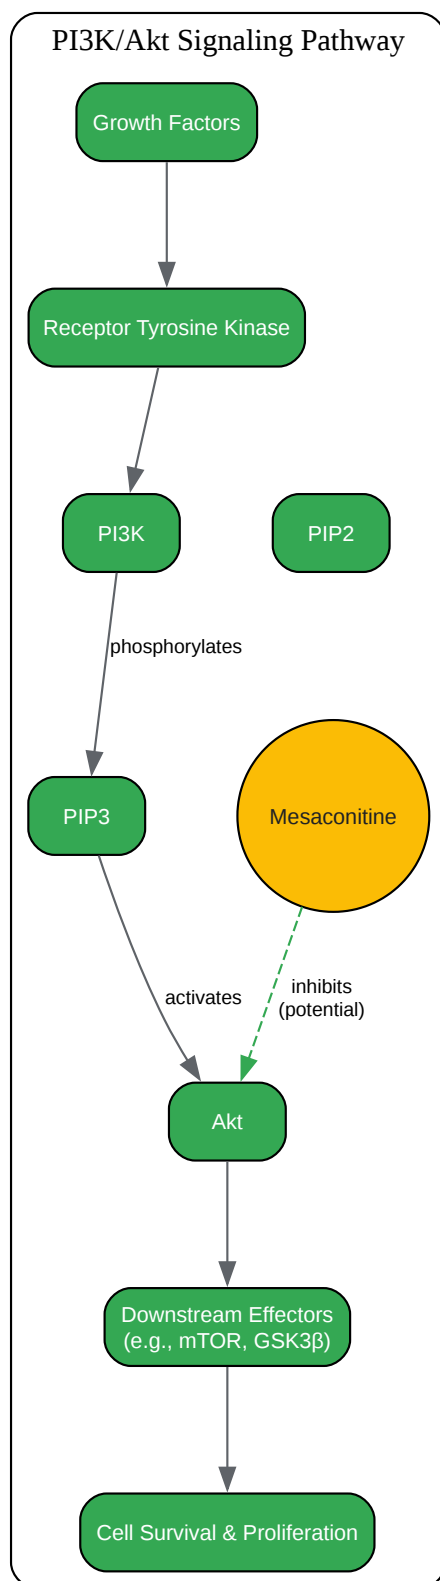 PI3K/Akt Signaling Pathway
Growth Factors
Receptor Tyrosine Kinase
PI3K
PIP2
phosphorylates
PIP3
Mesaconitine
activates
inhibits
(potential)
Akt
Downstream Effectors
(e.g., mTOR, GSK3β)
Cell Survival & Proliferation